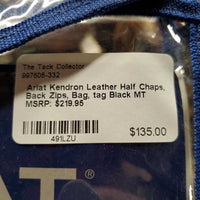 The Tack Collector
997606-332
Ariat Kendron Leather Half Chaps,
Back Zips, Bag, tag Black MT
MSRP: $219.95
$135.00
491LZU
AT